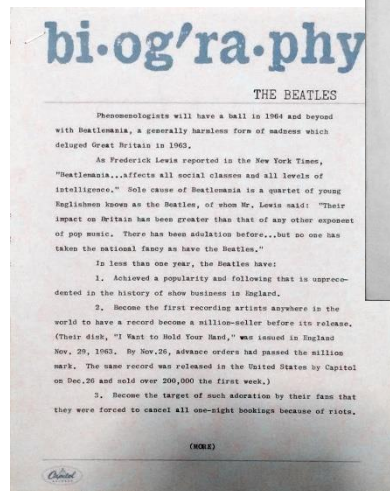 bi·og′ra·phy
THE BEATLES
Phenomenologists will have a ball in 1964 and beyond
with Beatlemania, a generally harmless form of madness which
deluged Great Britain in 1963.
As Frederick Lewis reported in the New York Times,
"Beatlemania...affects all social classes and all levels of
intelligence." Sole cause of Beatlemania is a quartet of young
Englishmen known as the Beatles, of whom Mr. Lewis said: "Their
impact on Britain has been greater than that of any other exponent
of pop music. There has been adulation before...but no one has
taken the national fancy as have the Beatles."
In less than one year, the Beatles have:
1. Achieved a popularity and following that is unprece-
dented in the history of show business in England.
2. Become the first recording artists anywhere in the
world to have a record become a million-seller before its release.
(Their disk, "I Want to Hold Your Hand," was issued in England
Nov. 29, 1963. By Nov.26, advance orders had passed the million
mark. The same record was released in the United States by Capitol
on Dec.26 and sold over 200,000 the first week.)
3. Become the target of such adoration by their fans that
they were forced to cancel all one-night bookings because of riots.
(MORE)
Capitol